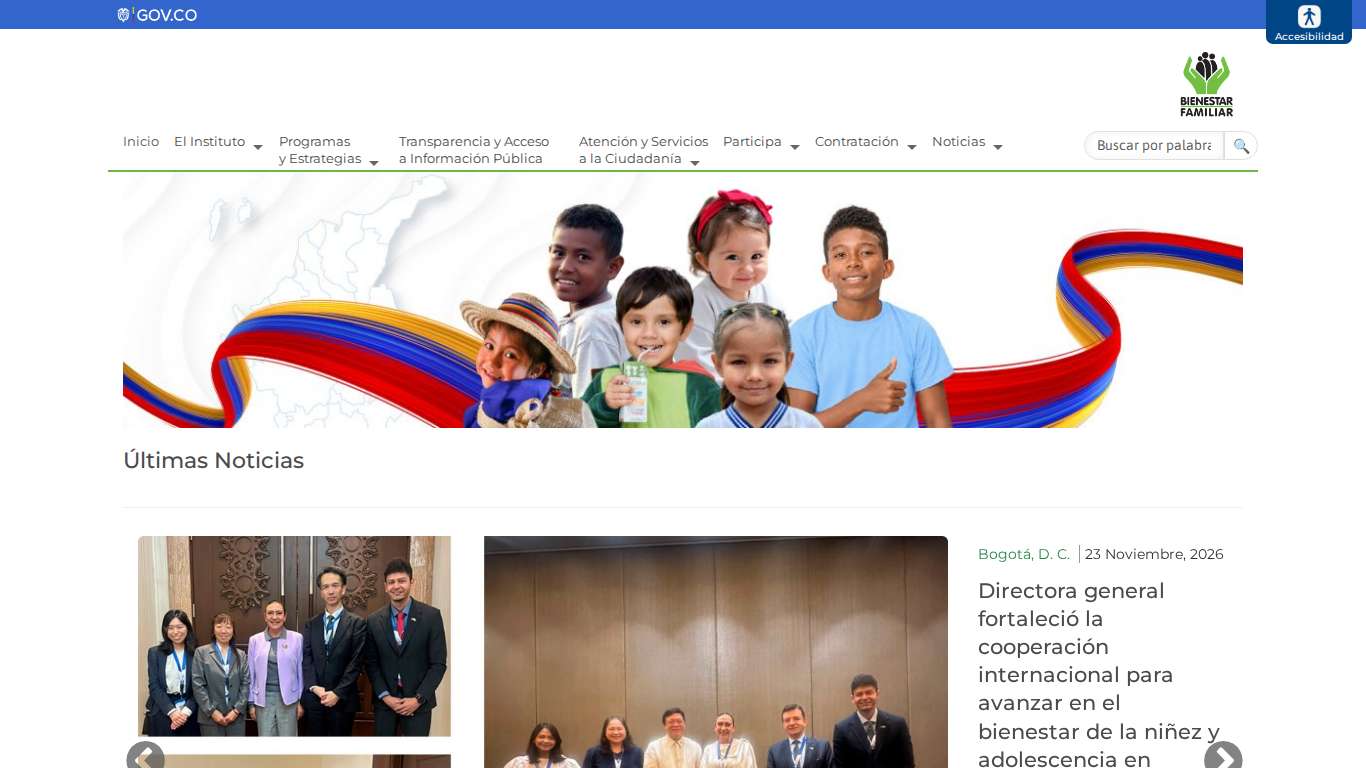 GOV.CO
Accesibilidad
BIENESTAR
FAMILIAR
Inicio
El Instituto
Programas
y Estrategias
Transparencia y Acceso
a Información Pública
Atención y Servicios
a la Ciudadanía
Participa
Contratación
Noticias
Buscar por palabra
Últimas Noticias
Bogotá, D. C.
23 Noviembre, 2026
Directora general
fortaleció la
cooperación
internacional para
avanzar en el
bienestar de la niñez y
adolescencia en